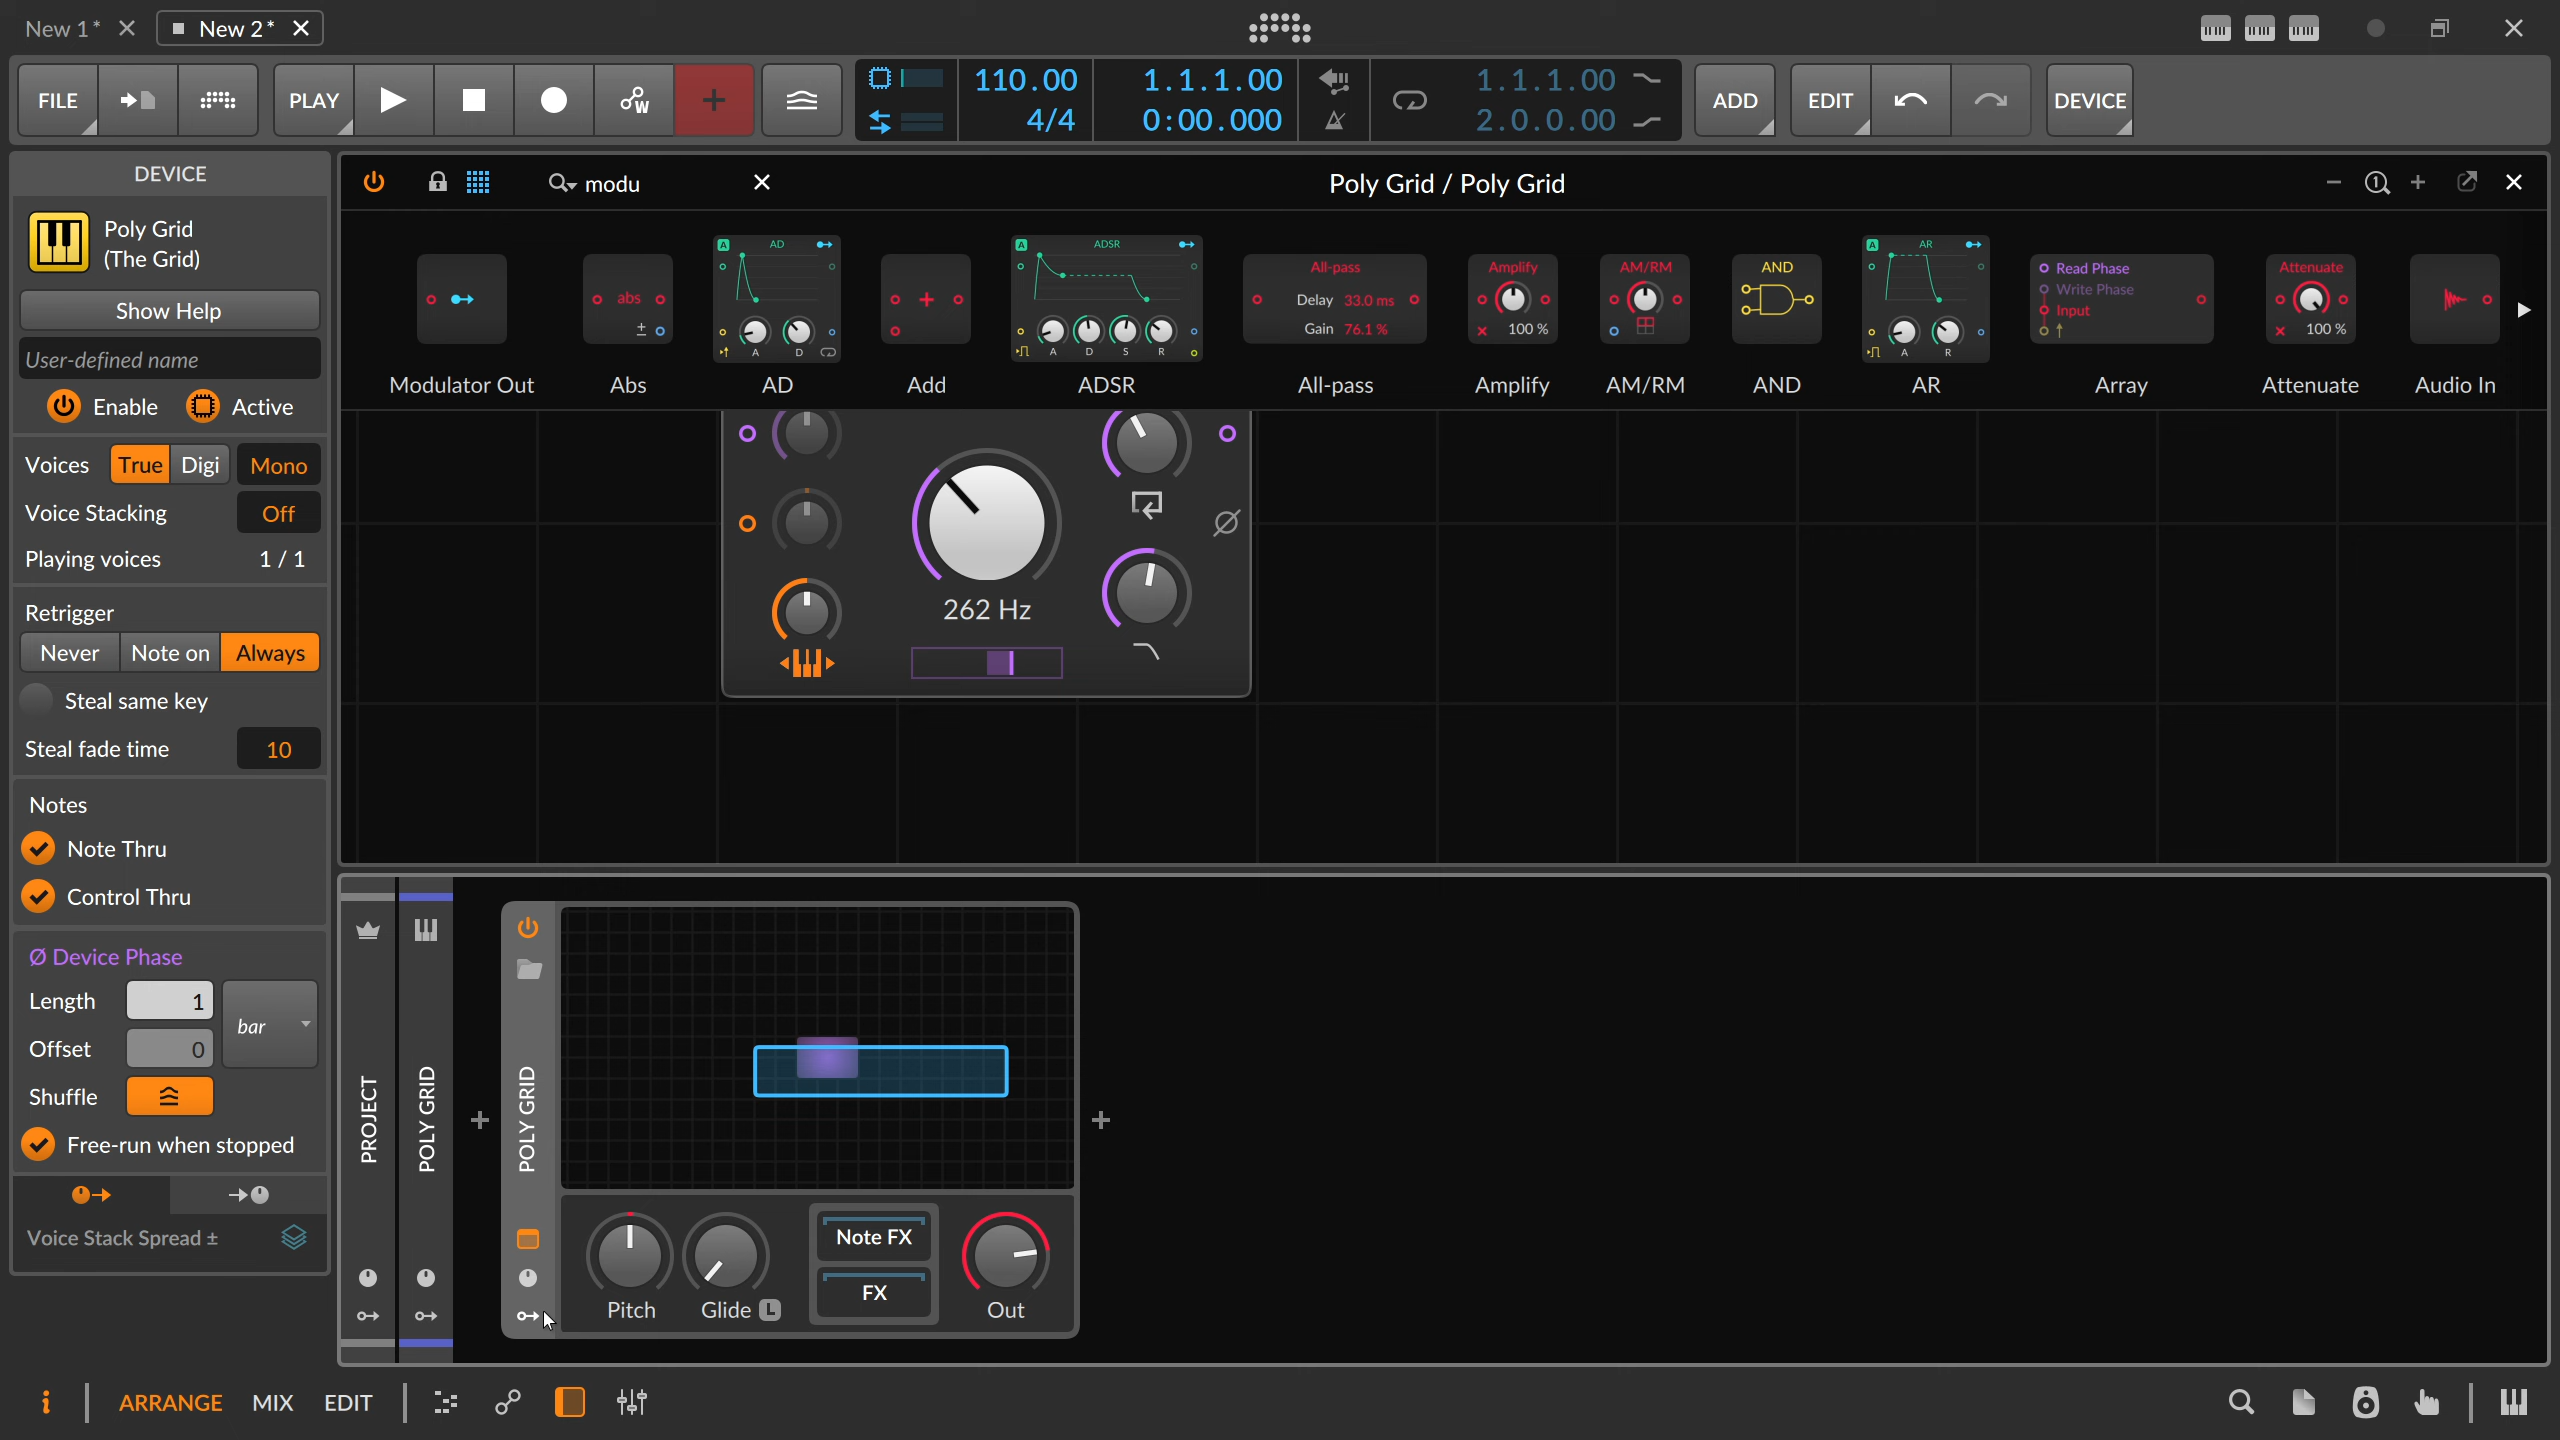 New 1*
New 2*
FILE
PLAY
W
110.00
4/4
1.1.1.00
0:00.000
1.1.1.00
2.0.0.00
ADD
EDIT
DEVICE
DEVICE
Poly Grid
(The Grid)
Show Help
User-defined name
Enable
Active
Voices
True
Digi
Mono
Voice Stacking
Off
Playing voices
1 / 1
Retrigger
Never
Note on
Always
Steal same key
Steal fade time
10
Notes
Note Thru
Control Thru
Ø Device Phase
Length
1
bar
Offset
0
Shuffle
Free-run when stopped
Voice Stack Spread ±
modu
Poly Grid / Poly Grid
1
Modulator Out
abs
±
Abs
A
AD
A
D
AD
+
Add
A
ADSR
A
D
S
R
ADSR
All-pass
Delay 33.0 ms
Gain 76.1 %
All-pass
Amplify
100 %
Amplify
AM/RM
AM/RM
AND
AND
A
AR
A
R
AR
Read Phase
Write Phase
Input
Array
Attenuate
100 %
Attenuate
Audio In
262 Hz
PROJECT
POLY GRID
POLY GRID
Pitch
Glide
L
Note FX
FX
Out
i
ARRANGE
MIX
EDIT